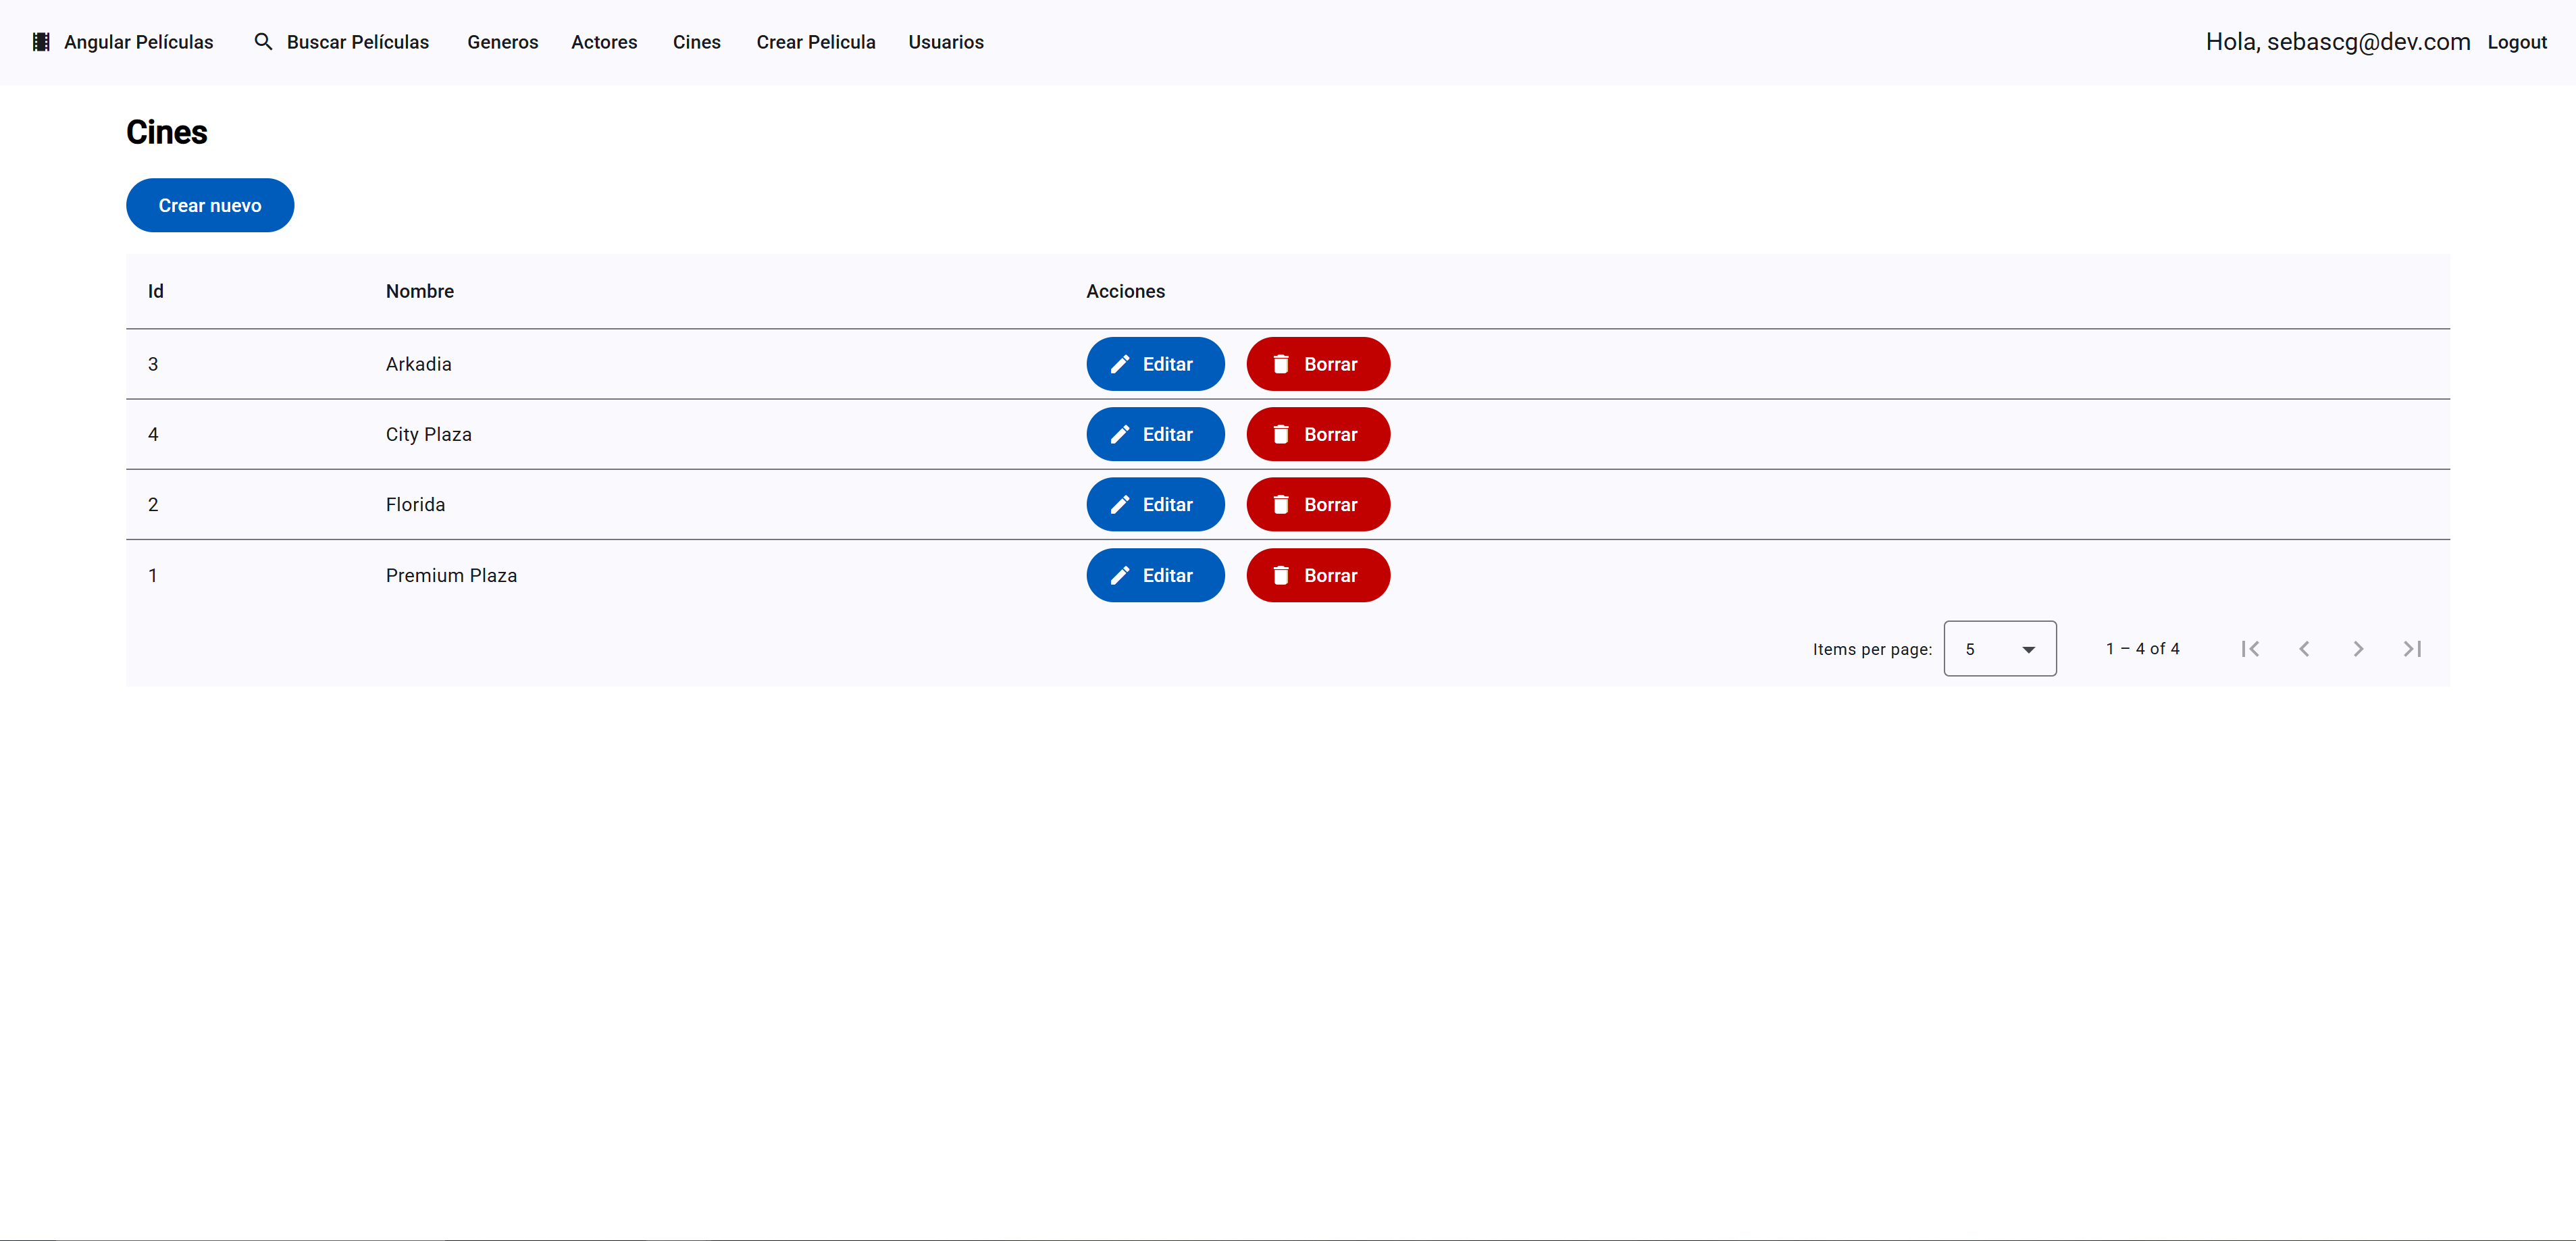 Angular Películas Buscar Películas Generos Actores Cines Crear Pelicula Usuarios Hola, sebascg@dev.com Logout
Cines
Crear nuevo
Id Nombre Acciones
3 Arkadia Editar Borrar
4 City Plaza Editar Borrar
2 Florida Editar Borrar
1 Premium Plaza Editar Borrar
Items per page: 5 1 – 4 of 4